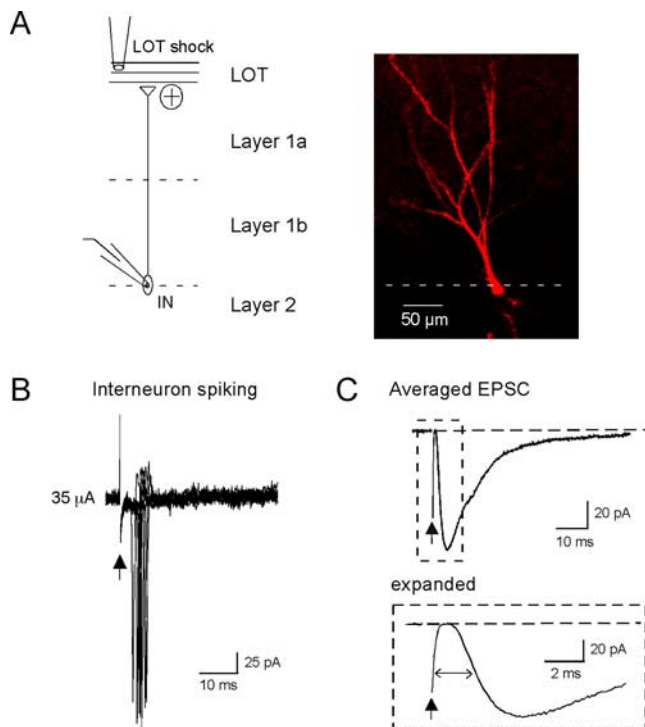 A
LOT shock
LOT
Layer 1a
Layer 1b
IN
Layer 2
50 µm
B
Interneuron spiking
35 µA
25 pA
10 ms
C
Averaged EPSC
20 pA
10 ms
expanded
20 pA
2 ms